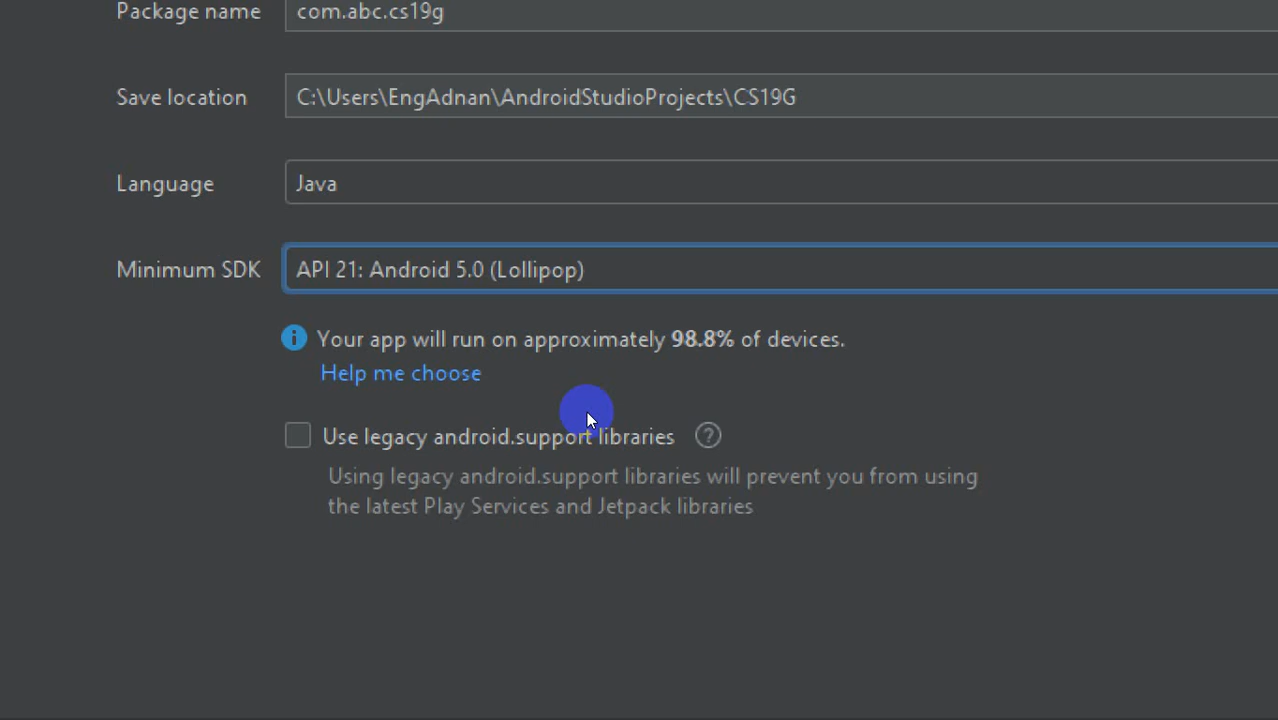 Package name com.abc.cs19g
Save location C:\Users\EngAdnan\AndroidStudioProjects\CS19G
Language Java
Minimum SDK API 21: Android 5.0 (Lollipop)
i Your app will run on approximately 98.8% of devices.
Help me choose
Use legacy android.support libraries ?
Using legacy android.support libraries will prevent you from using
the latest Play Services and Jetpack libraries